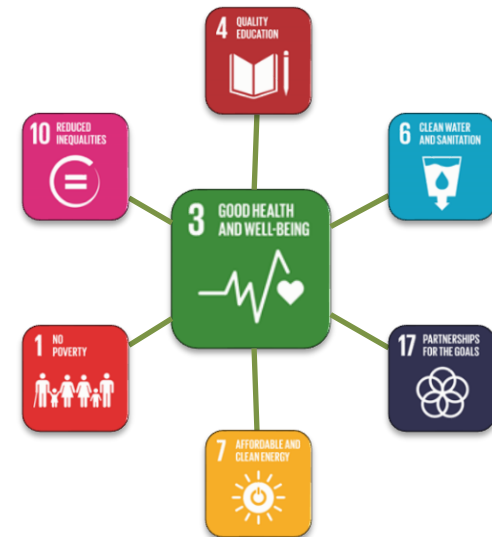 4 QUALITY
EDUCATION
10 REDUCED
INEQUALITIES
6 CLEAN WATER
AND SANITATION
3 GOOD HEALTH
AND WELL-BEING
1 NO
POVERTY
17 PARTNERSHIPS
FOR THE GOALS
7 AFFORDABLE AND
CLEAN ENERGY